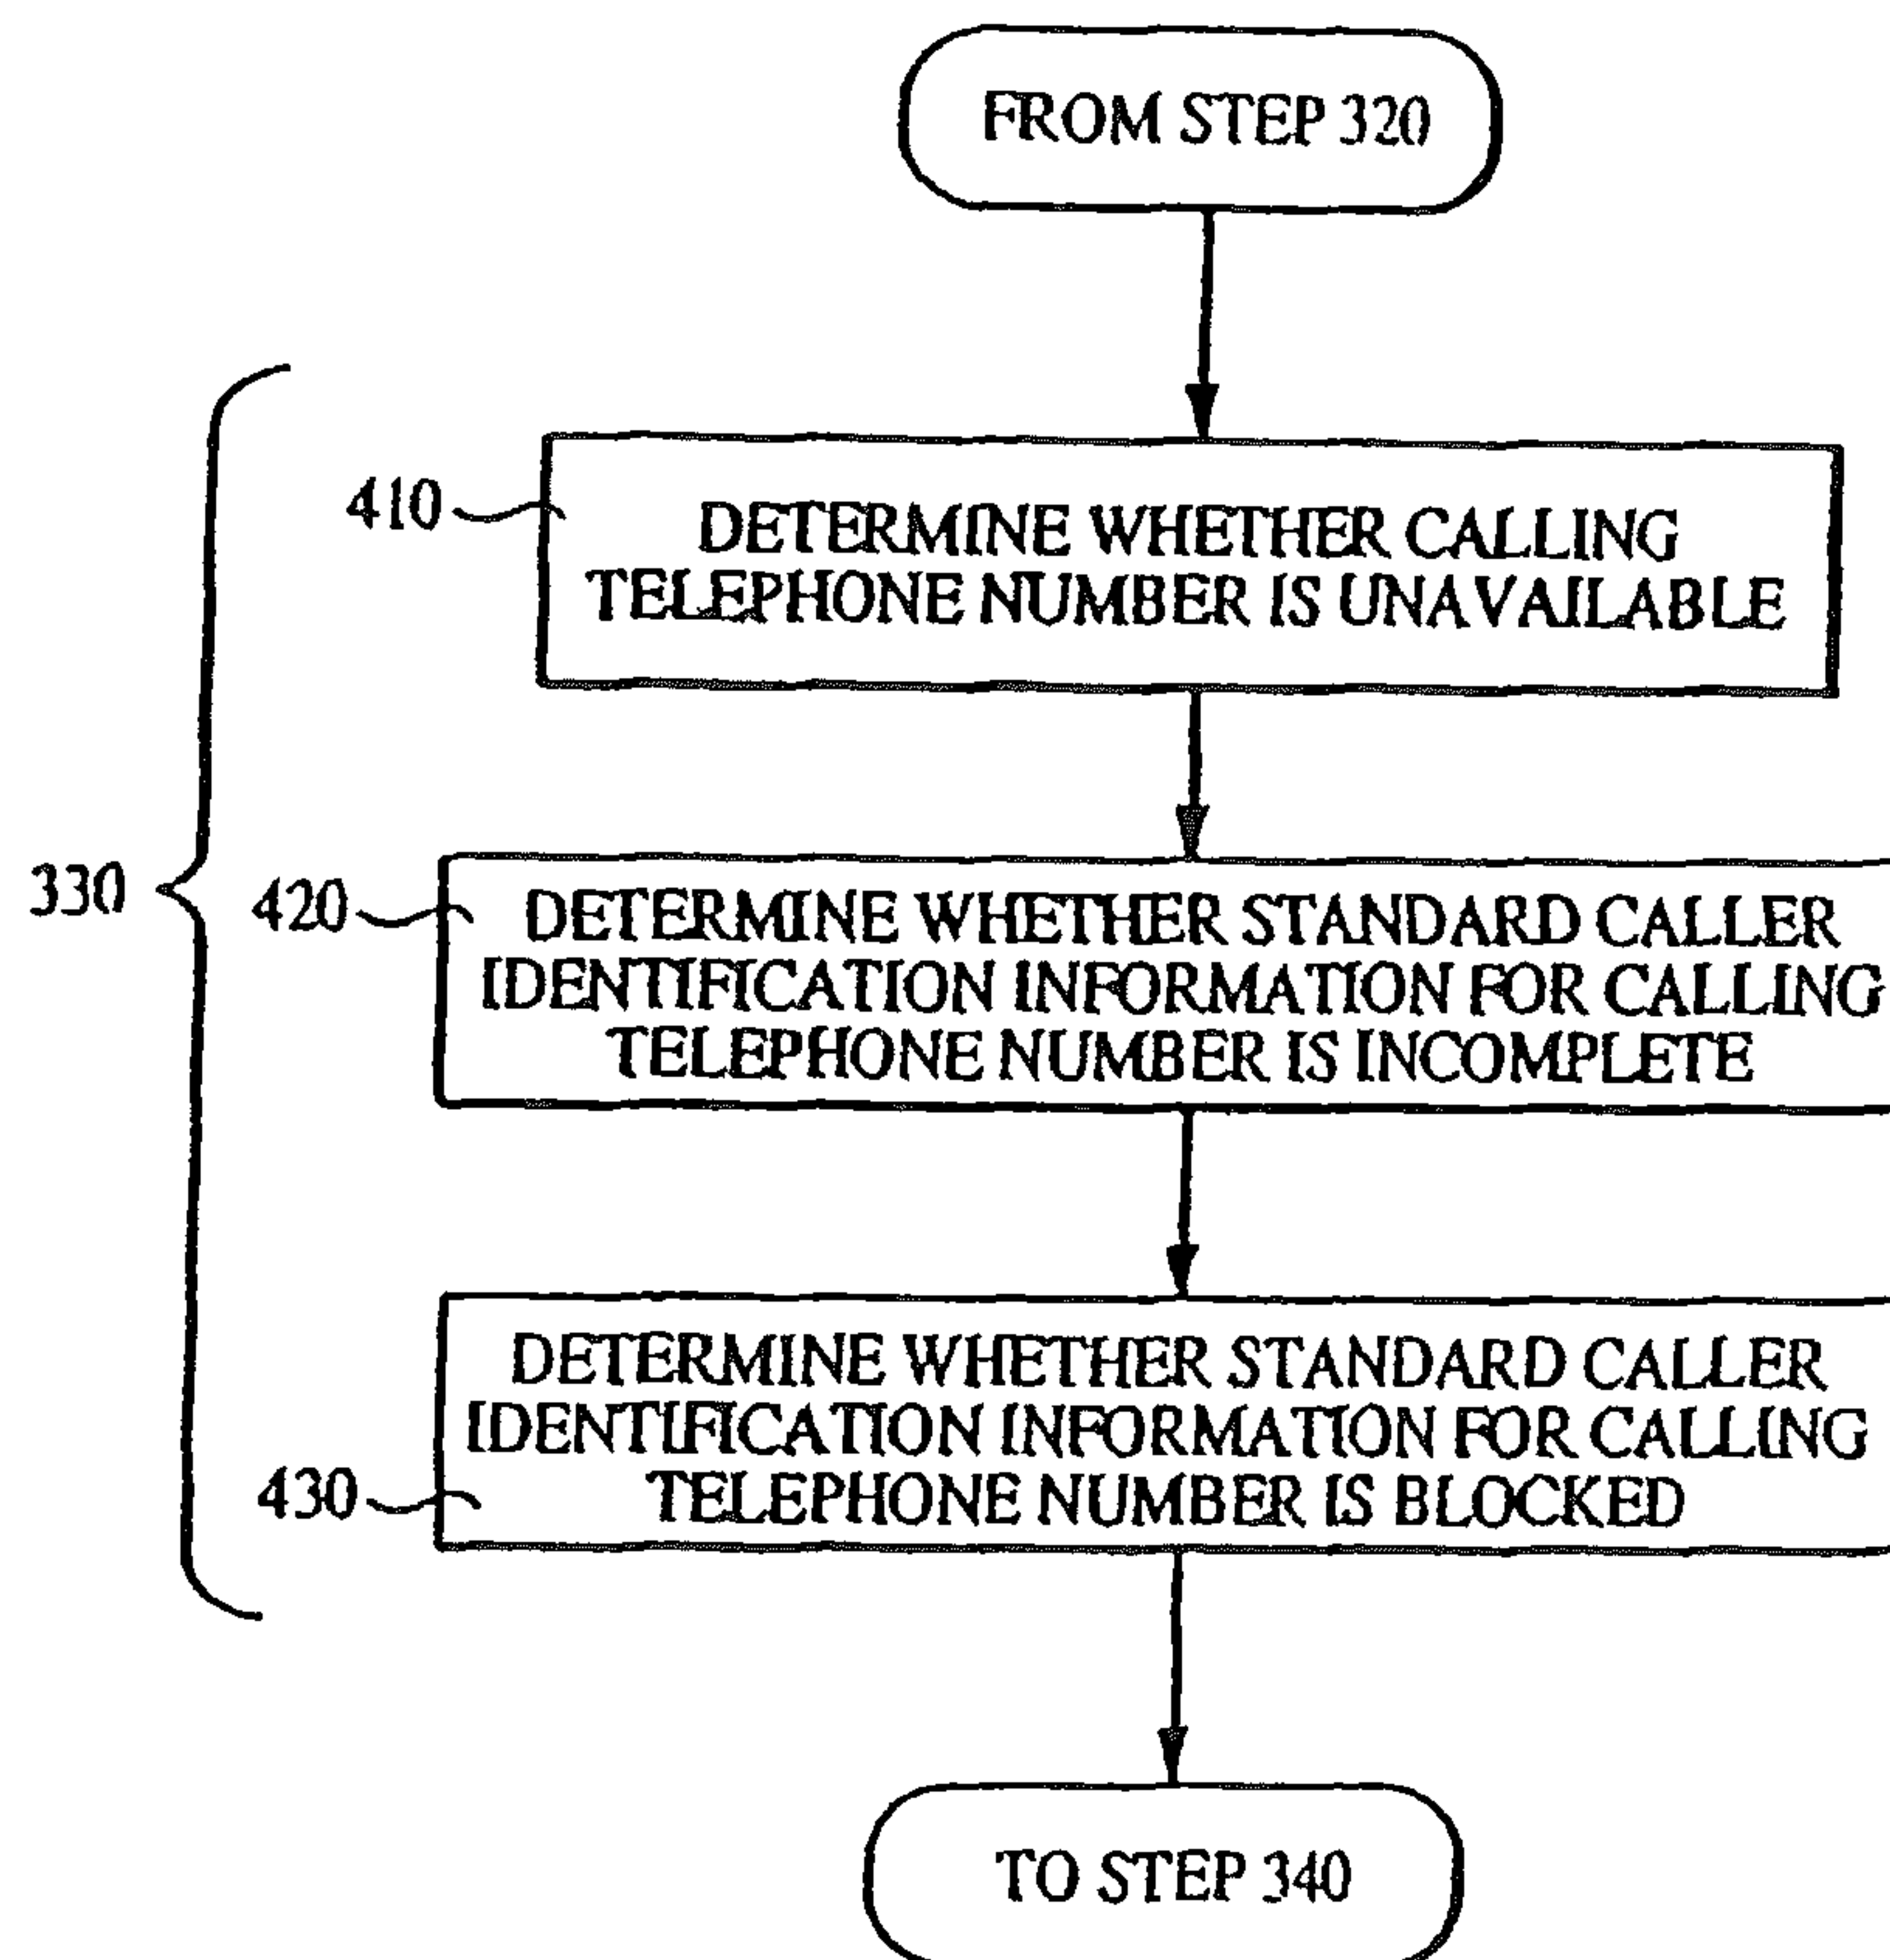 FROM STEP 320
410
DETERMINE WHETHER CALLING
TELEPHONE NUMBER IS UNAVAILABLE
330
420
DETERMINE WHETHER STANDARD CALLER
IDENTIFICATION INFORMATION FOR CALLING
TELEPHONE NUMBER IS INCOMPLETE
DETERMINE WHETHER STANDARD CALLER
IDENTIFICATION INFORMATION FOR CALLING
TELEPHONE NUMBER IS BLOCKED
430
TO STEP 340